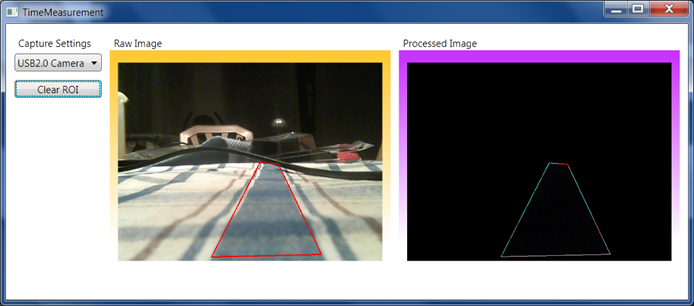 TimeMeasurement
Capture Settings
Raw Image
Processed Image
USB2.0 Camera
Clear ROI